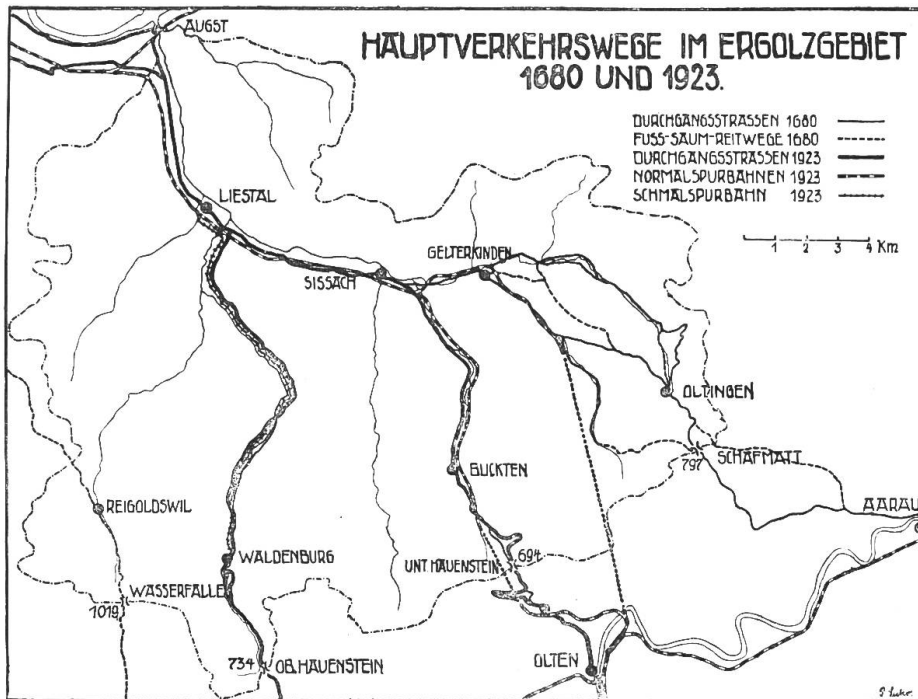 HAUPTVERKEHRSWEGE IM ERGOLZGEBIET
1680 UND 1923.
DURCHGANGSSTRASSEN 1680
FUSS-SAUM-REITWEGE 1680
DURCHGANGSSTRASSEN 1923
NORMALSPURBAHNEN 1923
SCHMALSPURBAHN 1923
1 2 3 4 Km
AUGST
LIESTAL
SISSACH
GELTERKINDEN
OLTINGEN
SCHAFMATT
797
AARAU
BUCKTEN
REIGOLDSWIL
WALDENBURG
UNT. HAUENSTEIN
694
WASSERFALLE
1019
734
OB. HAUENSTEIN
OLTEN